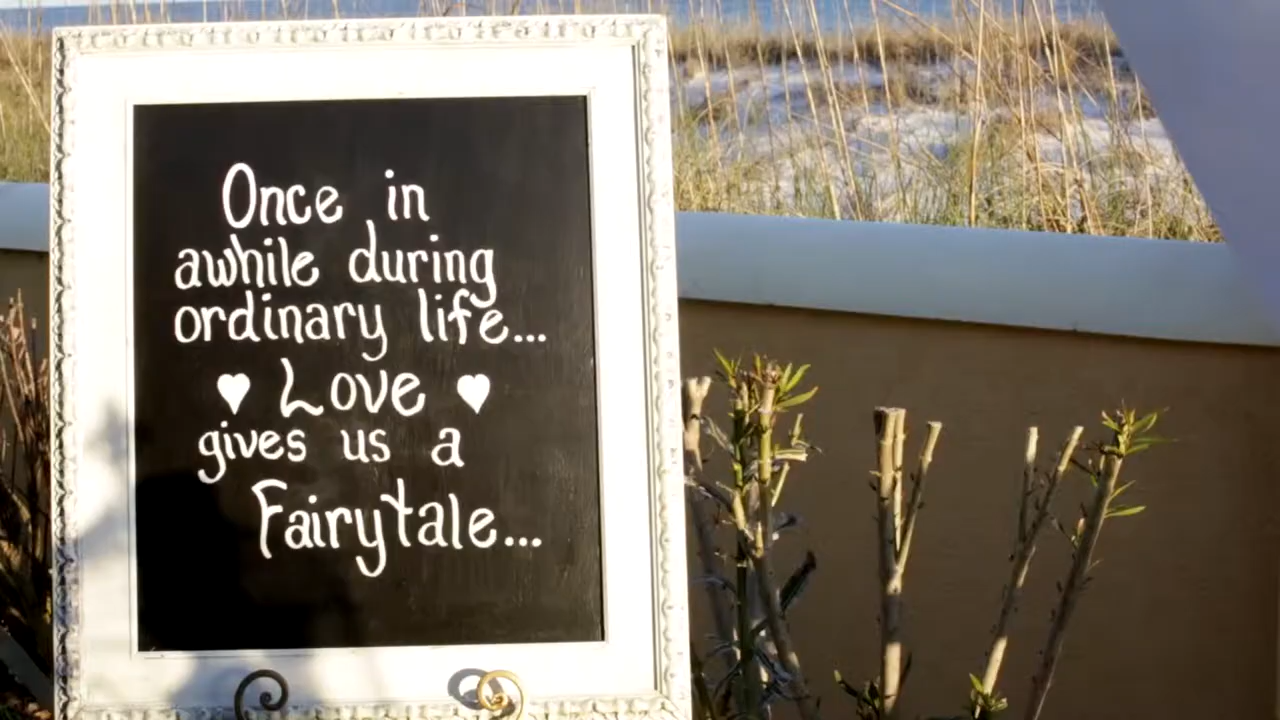 Once in
awhile during
ordinary life...
♥ Love ♥
gives us a
Fairytale...